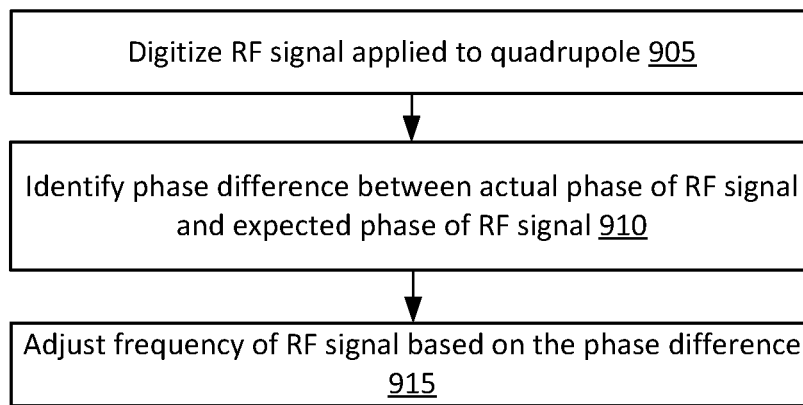 Digitize RF signal applied to quadrupole 905
Identify phase difference between actual phase of RF signal
and expected phase of RF signal 910
Adjust frequency of RF signal based on the phase difference
915